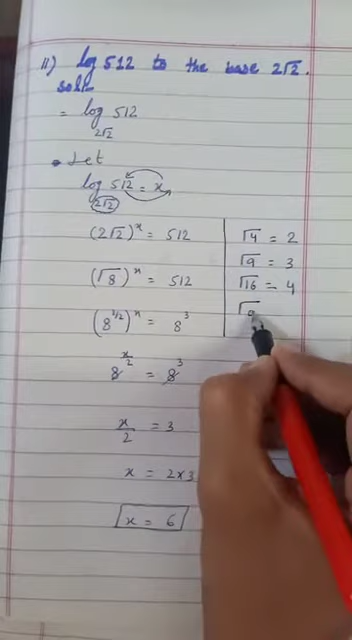 11) log 512 to the base 2√2.
Solⁿ
= log 512
2√2
• Let
log 512 = x
2√2
(2√2)^x = 512
(√8)^x = 512
(8^1/2)^x = 8^3
8^x/2 = 8^3
x/2 = 3
x = 2×3
x = 6
√4 = 2
√9 = 3
√16 = 4